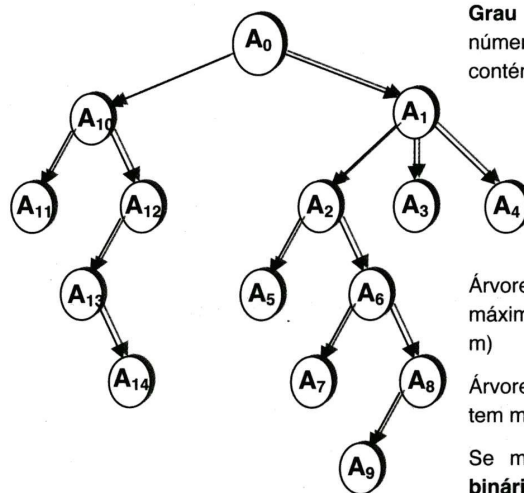 Grau
númer
contér
A0
A10
A1
A11
A12
A2
A3
A4
A13
A5
A6
A14
A7
A8
A9
Árvore
máxim
m)
Árvore
tem m
Se m
binári